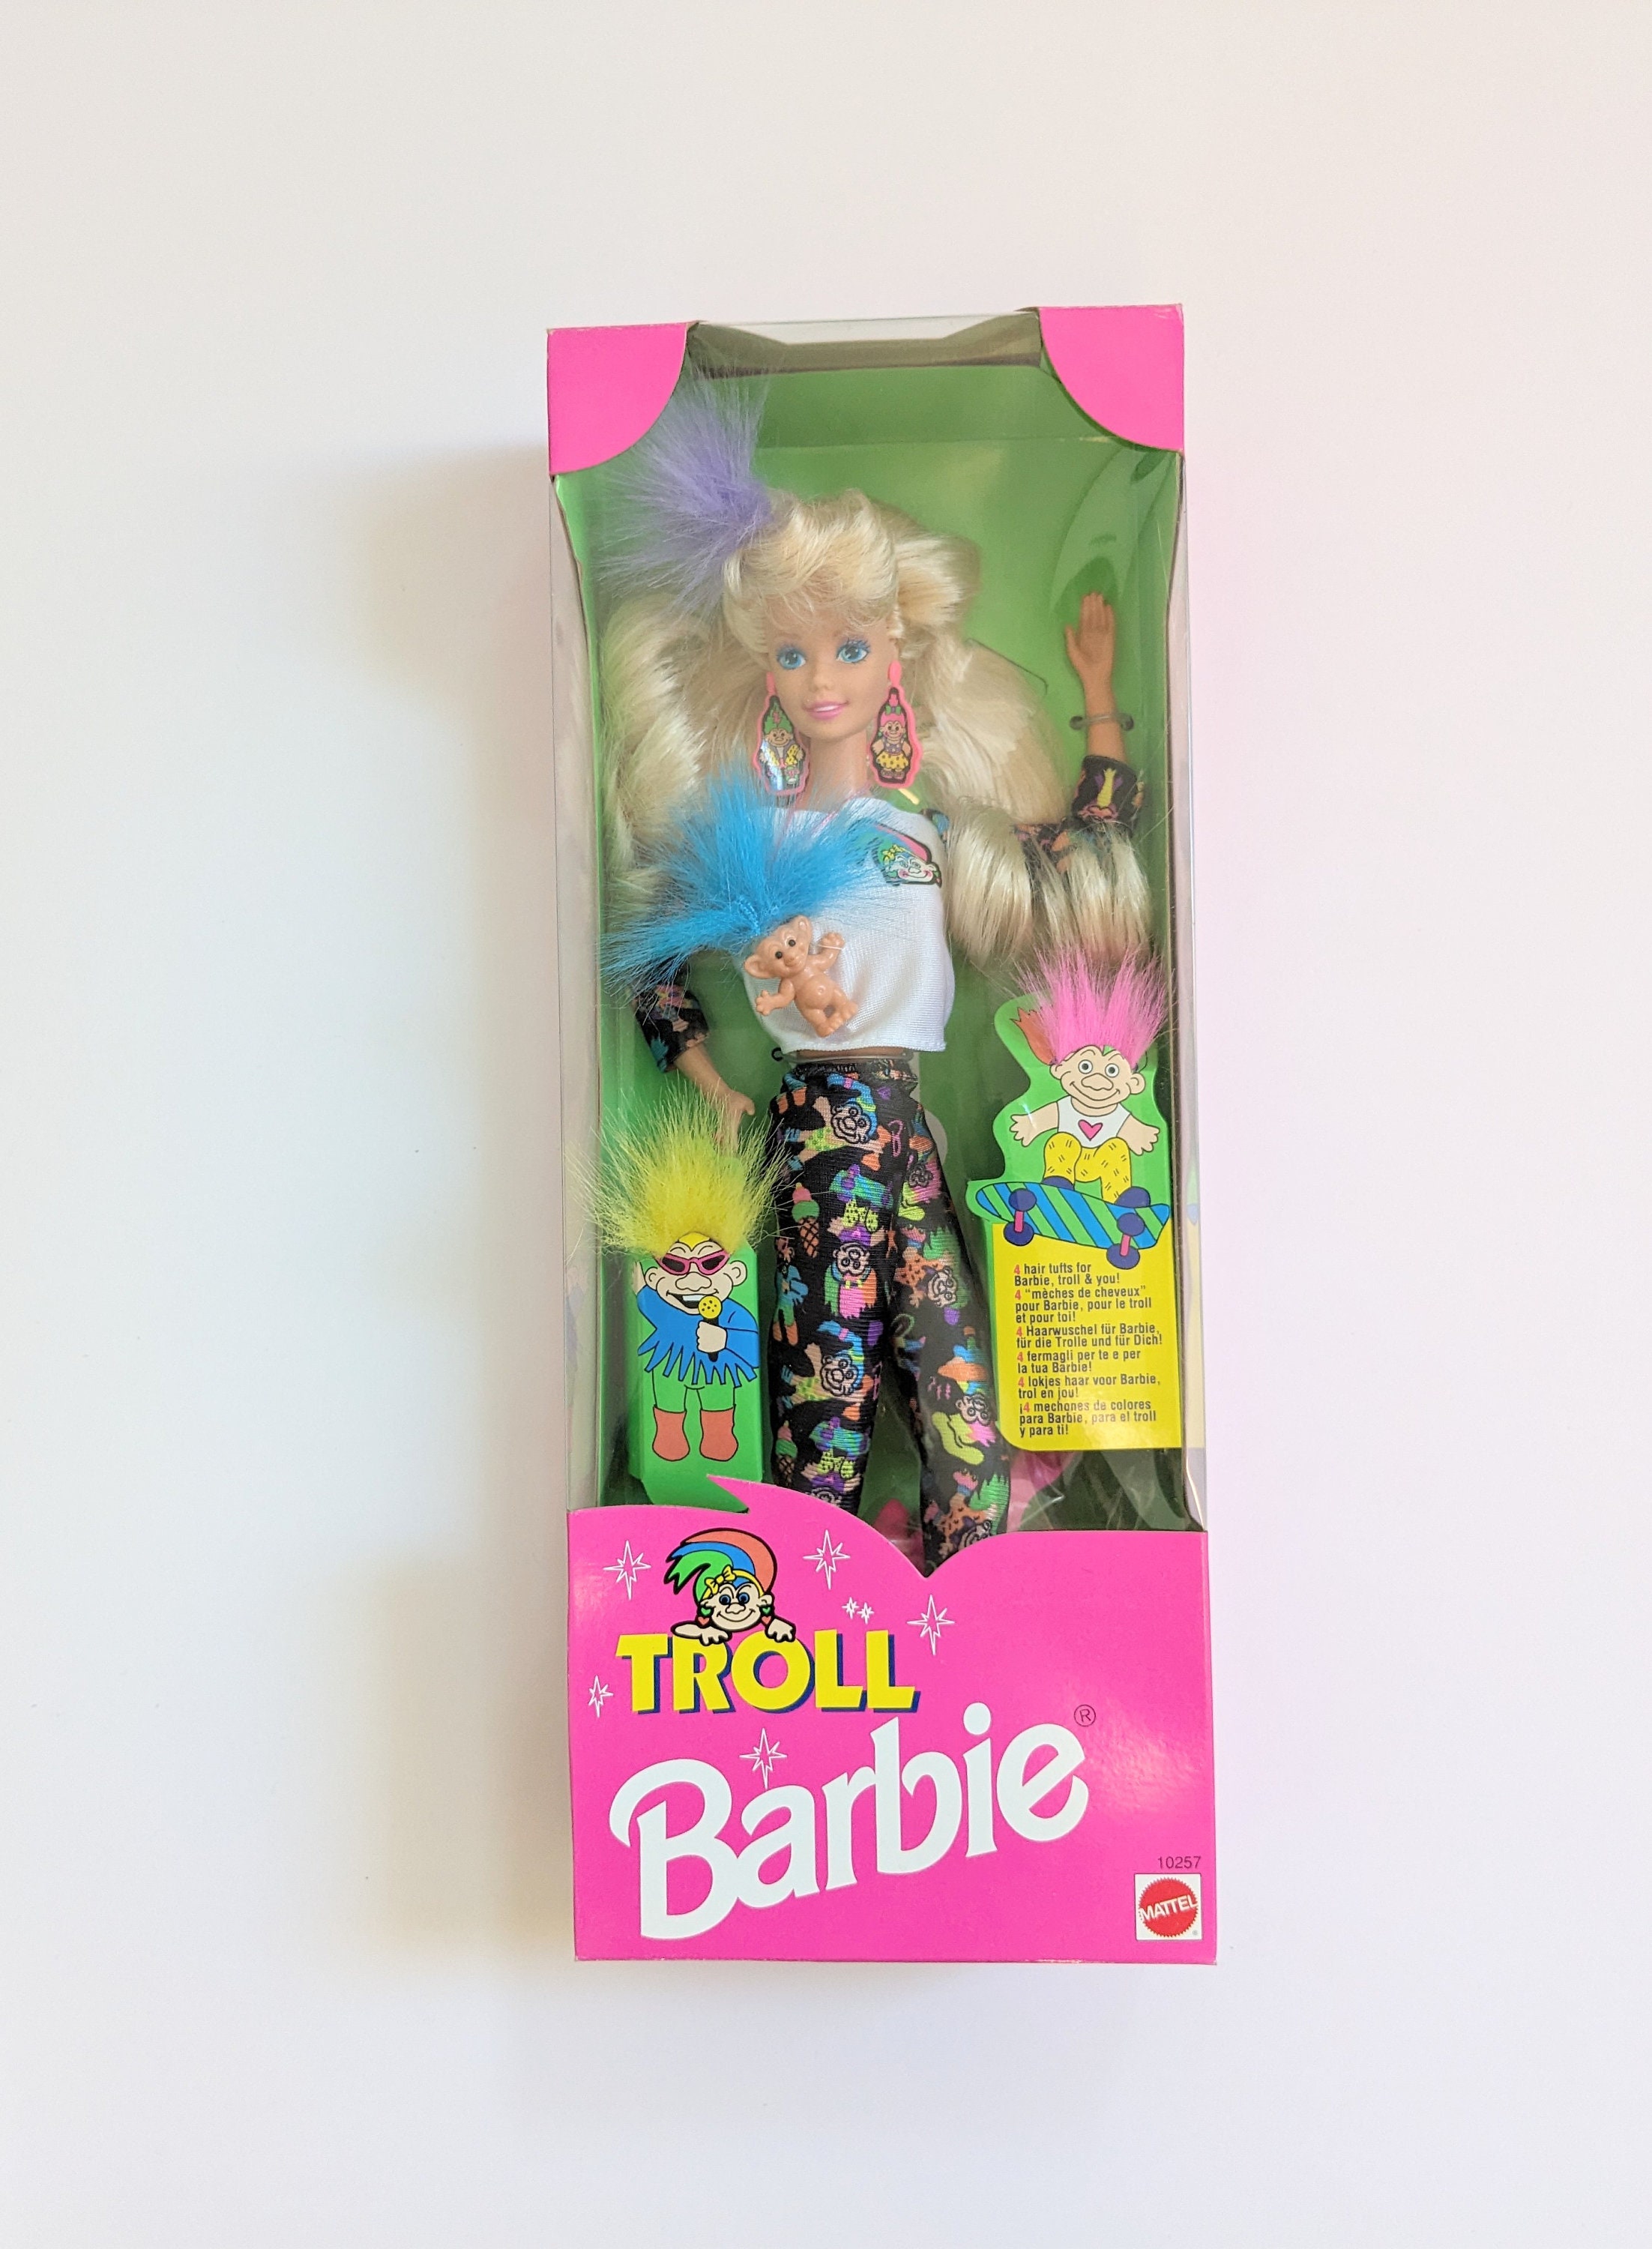 4 hair tufts for
Barbie, troll & you!
4 "mèches de cheveux"
pour Barbie, pour le troll
et pour toi!
4 Haarwuschel für Barbie,
für die Trolle und für Dich!
4 fermagli per te e per
la tua Barbie!
4 lokjes haar voor Barbie,
trol en jou!
¡4 mechones de colores
para Barbie, para el troll
y para ti!
TROLL
Barbie®
10257
MATTEL